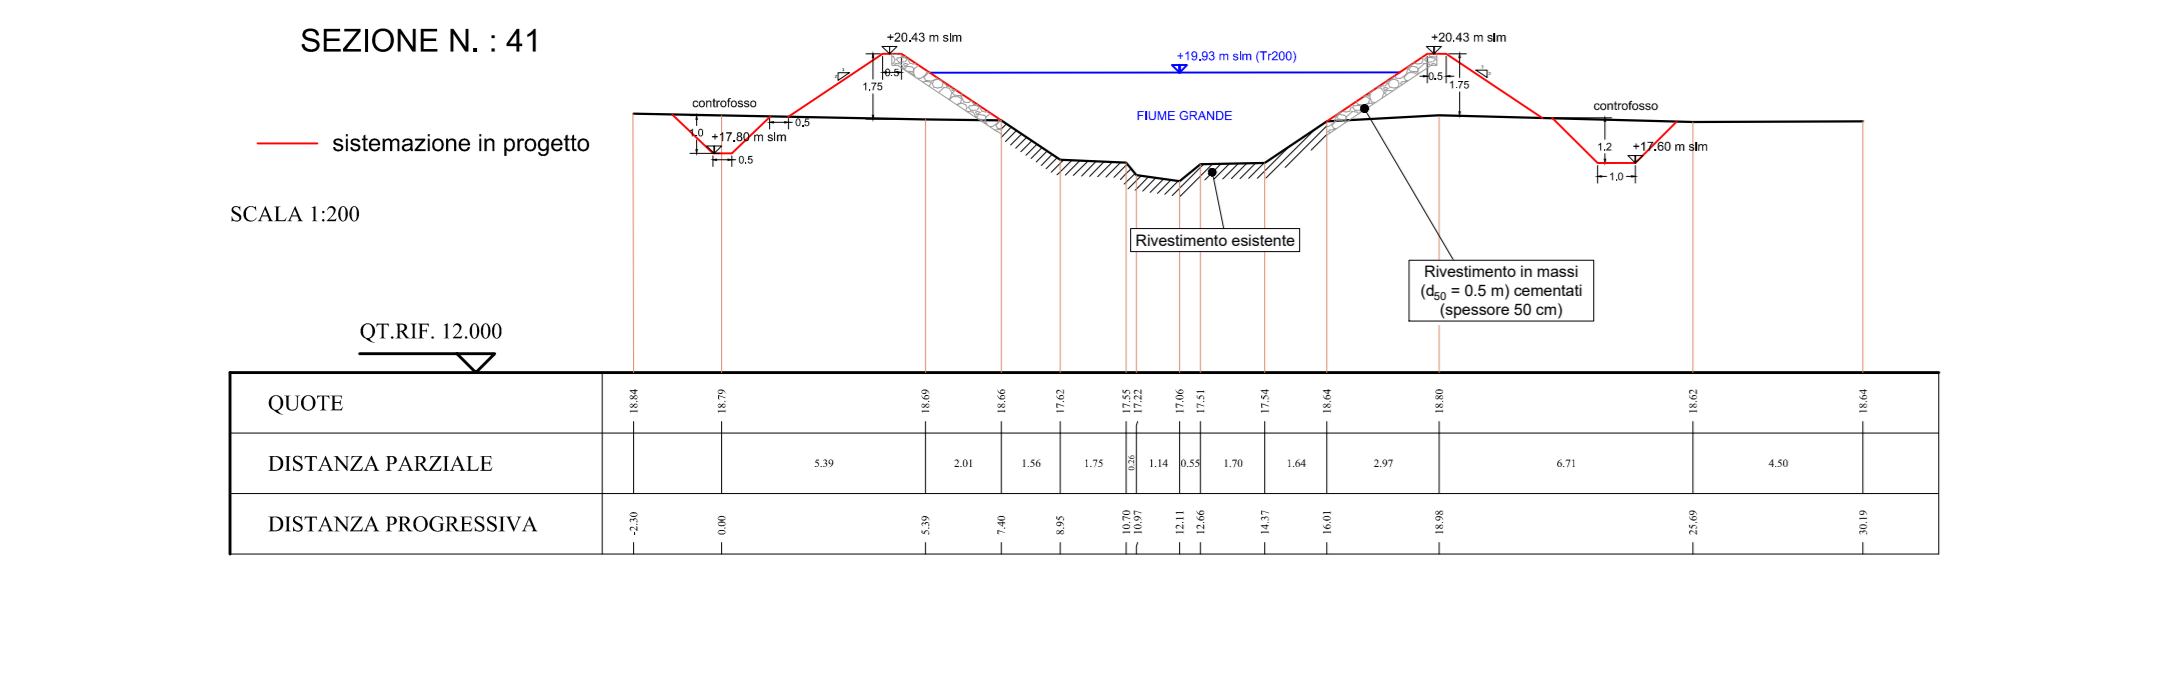 SEZIONE N. : 41
sistemazione in progetto
SCALA 1:200
+20.43 m slm
+20.43 m slm
+19.93 m slm (Tr200)
0.5
1.75
0.5
1.75
controfosso
controfosso
FIUME GRANDE
1.0
+17.80 m slm
0.5
0.5
1.2
+17.60 m slm
1.0
Rivestimento esistente
Rivestimento in massi
(d50 = 0.5 m) cementati
(spessore 50 cm)
QT.RIF. 12.000
QUOTE 18.84 18.79 18.69 18.66 17.62 17.55 17.22 17.06 17.51 17.54 18.64 18.80 18.62 18.64
DISTANZA PARZIALE 5.39 2.01 1.56 1.75 0.26 1.14 0.55 1.70 1.64 2.97 6.71 4.50
DISTANZA PROGRESSIVA -2.30 0.00 5.39 7.40 8.95 10.70 10.97 12.11 12.66 14.37 16.01 18.98 25.69 30.19